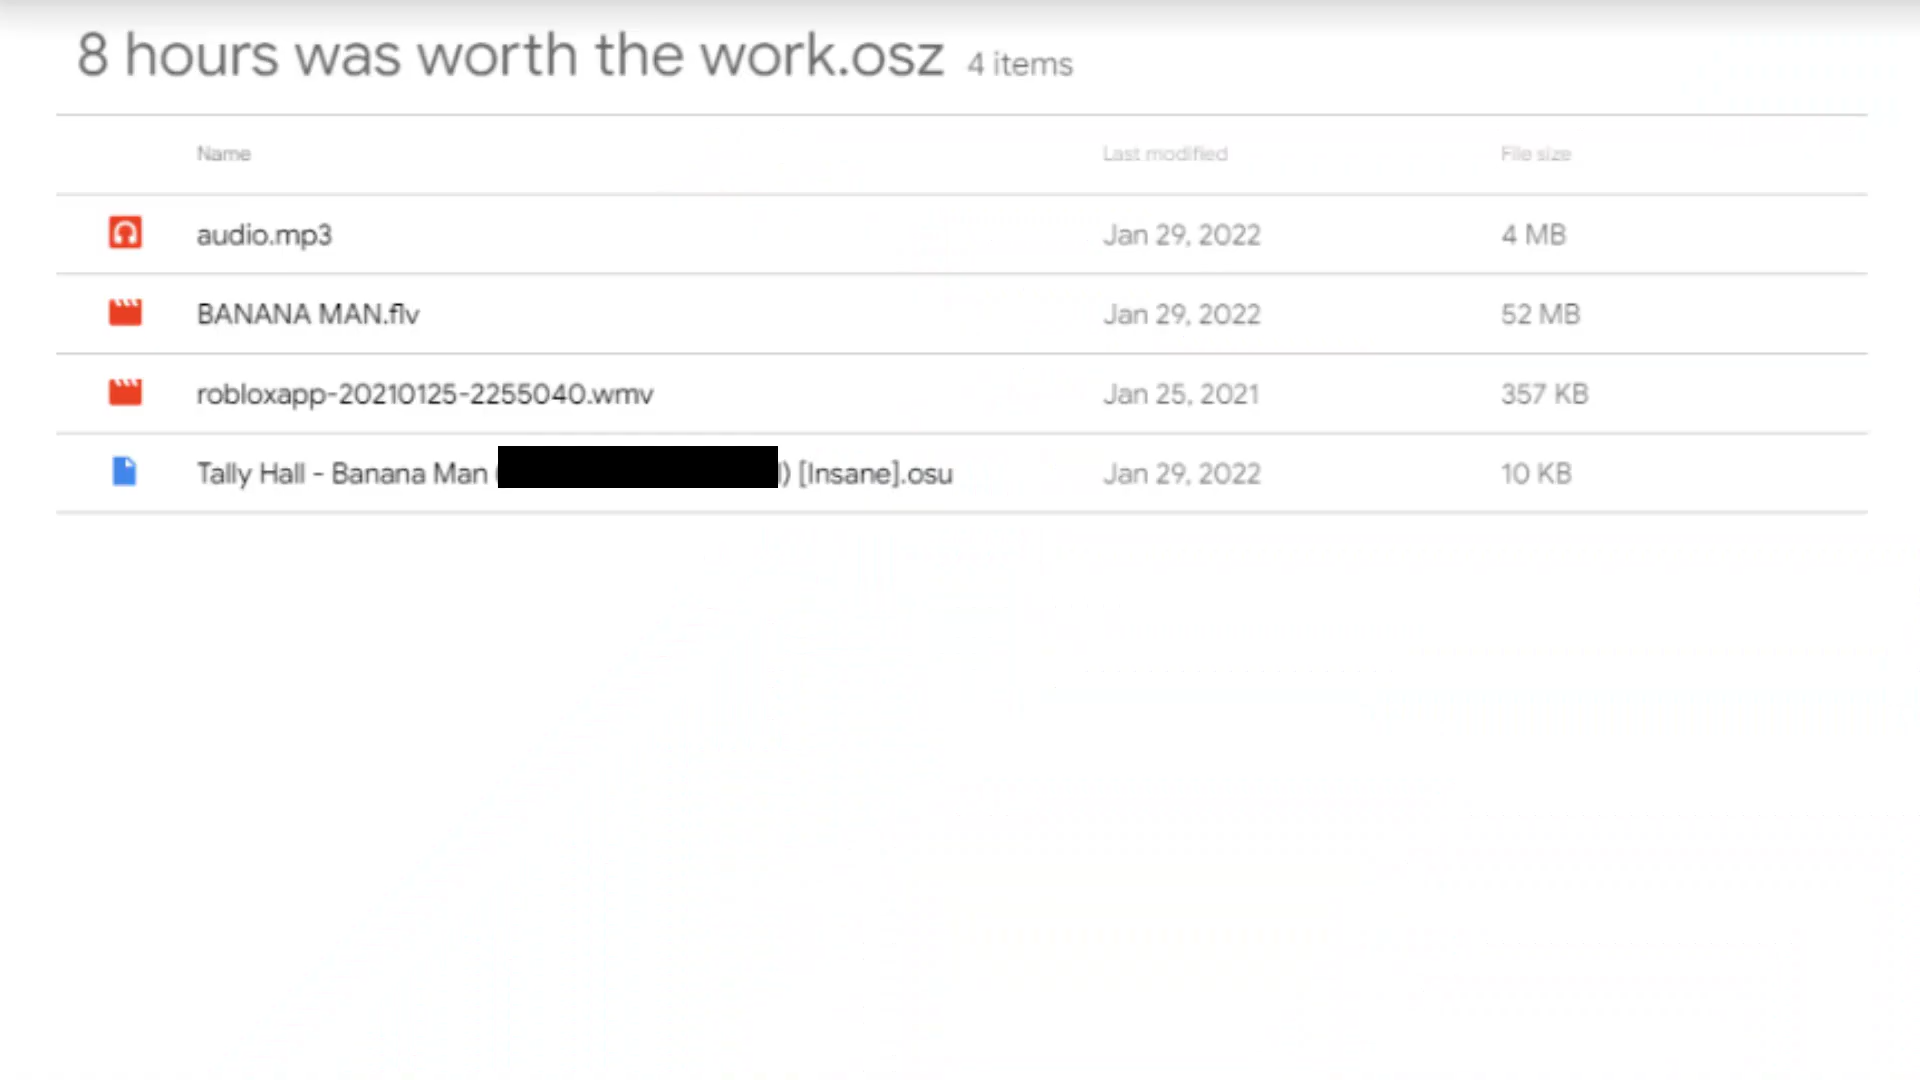 8 hours was worth the work.osz 4 items
Name Last modified File size
audio.mp3 Jan 29, 2022 4 MB
BANANA MAN.flv Jan 29, 2022 52 MB
robloxapp-20210125-2255040.wmv Jan 25, 2021 357 KB
Tally Hall - Banana Man ( ) [Insane].osu Jan 29, 2022 10 KB